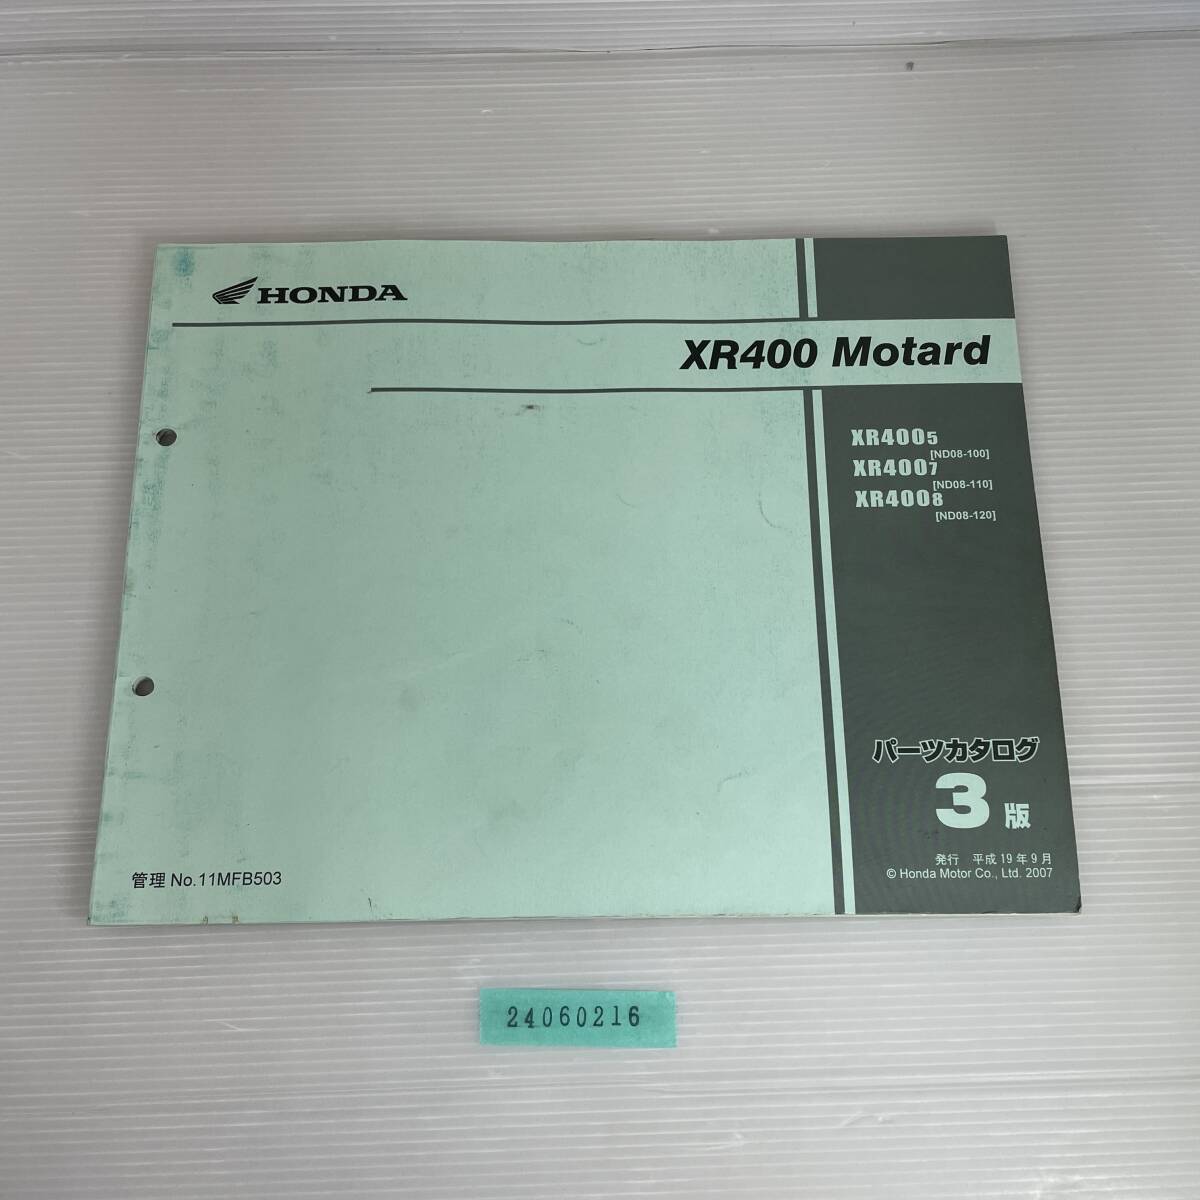 HONDA
XR400 Motard
XR4005
[ND08-100]
XR4007
[ND08-110]
XR4008
[ND08-120]
パーツカタログ
3 版
発行 平成19年9月
© Honda Motor Co., Ltd. 2007
管理 No.11MFB503
24060216